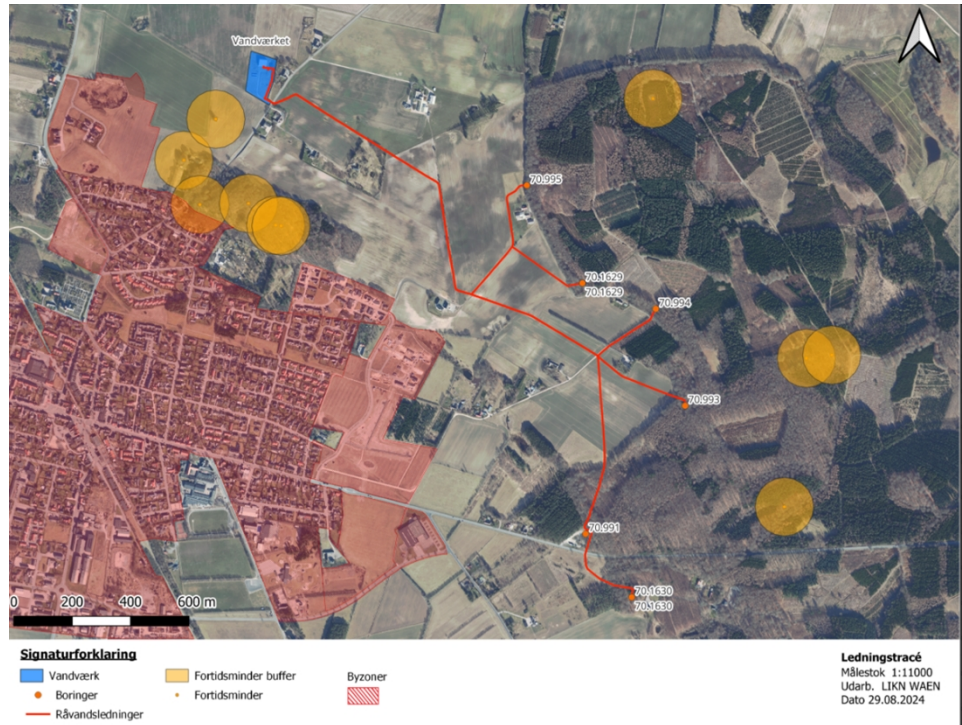 Vandværket
70.995
70.1629
70.1629
70.994
70.993
70.991
70.1630
70.1630
0 200 400 600 m
Signaturforklaring
Vandværk
Boringer
Råvandsledninger
Fortidsminder buffer
Fortidsminder
Byzoner
Ledningstracé
Målestok 1:11000
Udarb. LIKN WAEN
Dato 29.08.2024